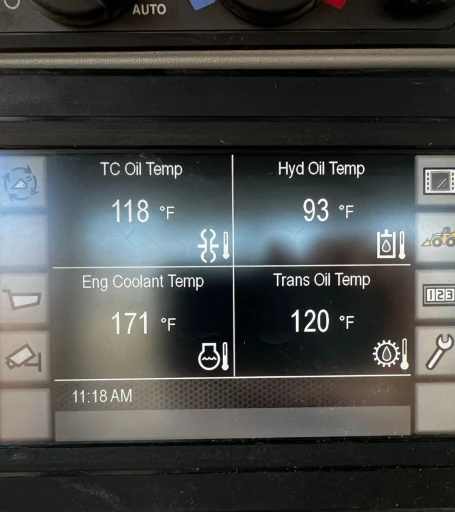 AUTO
TC Oil Temp
118 °F
Hyd Oil Temp
93 °F
Eng Coolant Temp
171 °F
Trans Oil Temp
120 °F
123
11:18 AM